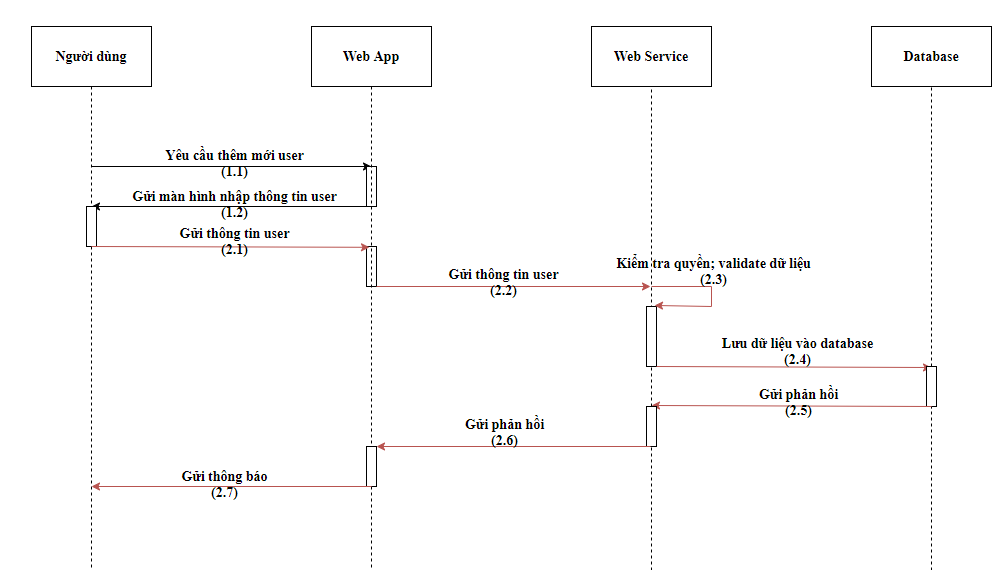 Người dùng
Web App
Web Service
Database
Yêu cầu thêm mới user
(1.1)
Gửi màn hình nhập thông tin user
(1.2)
Gửi thông tin user
(2.1)
Gửi thông tin user
(2.2)
Kiểm tra quyền; validate dữ liệu
(2.3)
Lưu dữ liệu vào database
(2.4)
Gửi phản hồi
(2.5)
Gửi phản hồi
(2.6)
Gửi thông báo
(2.7)